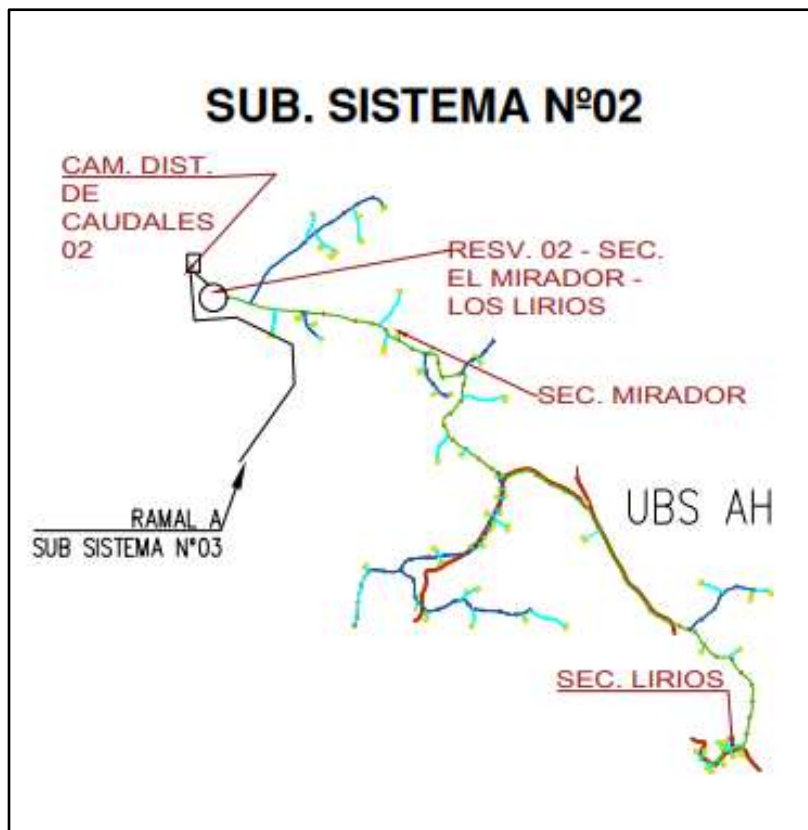 SUB. SISTEMA Nº02
CAM. DIST.
DE
CAUDALES
02
RESV. 02 - SEC.
EL MIRADOR -
LOS LIRIOS
SEC. MIRADOR
UBS AH
RAMAL A
SUB SISTEMA N°03
SEC. LIRIOS